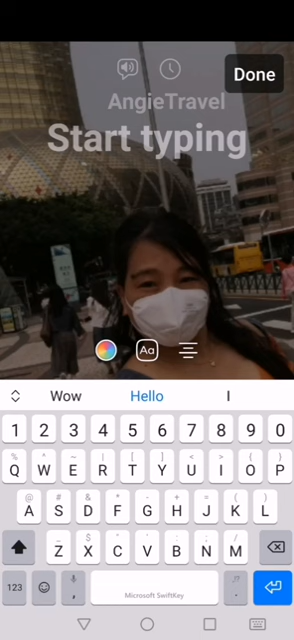 Done
AngieTravel
Start typing
Aa
Wow Hello I
1 2 3 4 5 6 7 8 9 0
Q W E R T Y U I O P
A S D F G H J K L
Z X C V B N M
123 , Microsoft SwiftKey .